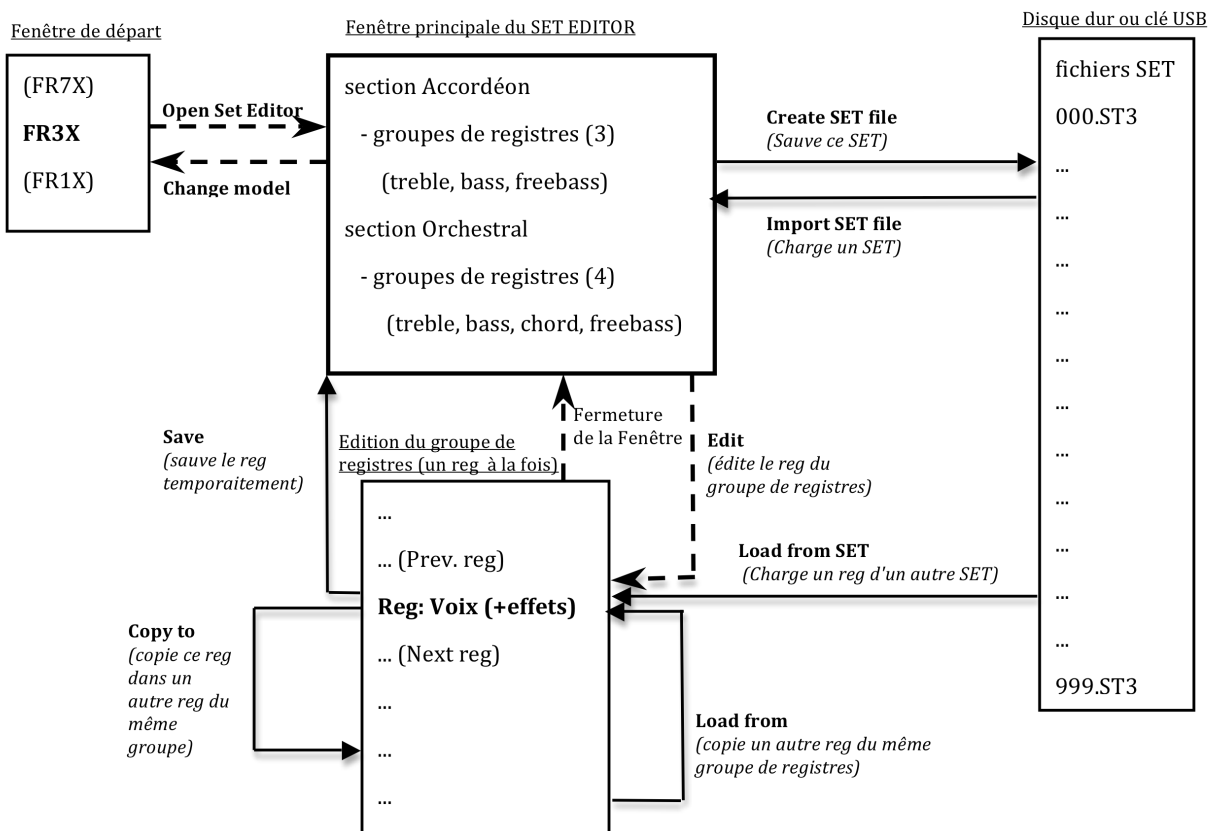 Fenêtre de départ
(FR7X)
FR3X
(FR1X)
Open Set Editor
Change model
Fenêtre principale du SET EDITOR
section Accordéon
- groupes de registres (3)
(treble, bass, freebass)
section Orchestral
- groupes de registres (4)
(treble, bass, chord, freebass)
Create SET file
(Sauve ce SET)
Import SET file
(Charge un SET)
Disque dur ou clé USB
fichiers SET
000.ST3
...
...
...
...
...
...
...
...
...
...
...
999.ST3
Save
(sauve le reg
temporaitement)
Fermeture
de la Fenêtre
Edit
(édite le reg du
groupe de registres)
Edition du groupe de
registres (un reg à la fois)
...
... (Prev. reg)
Reg: Voix (+effets)
... (Next reg)
...
...
...
Load from SET
(Charge un reg d'un autre SET)
Copy to
(copie ce reg
dans un
autre reg du
même
groupe)
Load from
(copie un autre reg du même
groupe de registres)